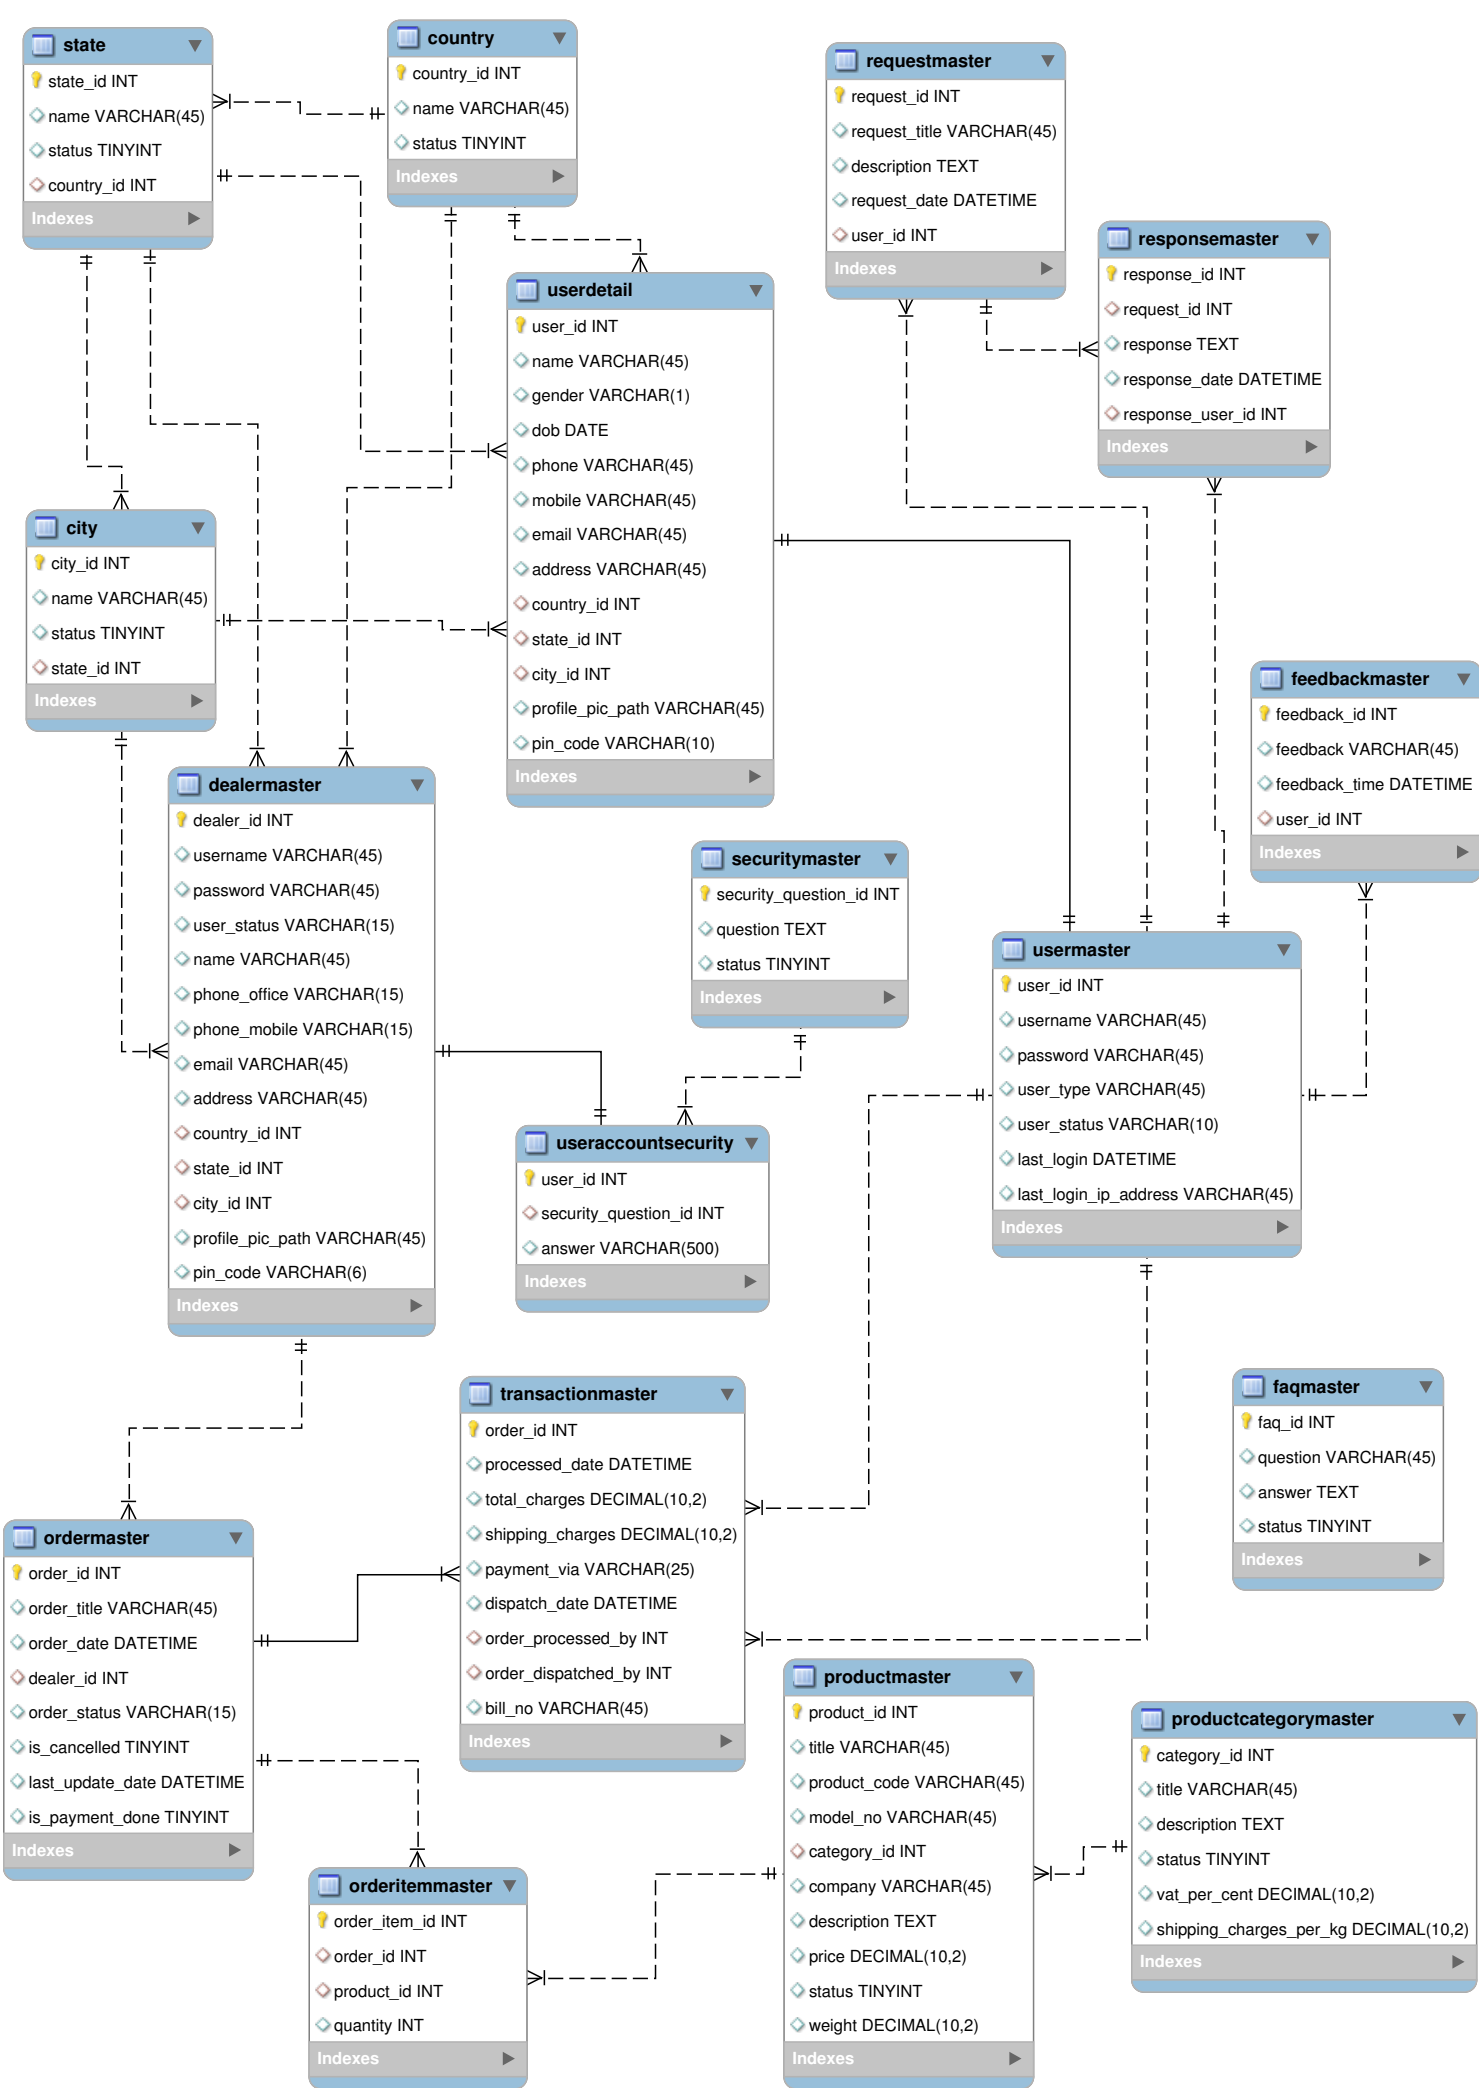 state
state_id INT
name VARCHAR(45)
status TINYINT
country_id INT
Indexes
country
country_id INT
name VARCHAR(45)
status TINYINT
Indexes
requestmaster
request_id INT
request_title VARCHAR(45)
description TEXT
request_date DATETIME
user_id INT
Indexes
responsemaster
response_id INT
request_id INT
response TEXT
response_date DATETIME
response_user_id INT
Indexes
userdetail
user_id INT
name VARCHAR(45)
gender VARCHAR(1)
dob DATE
phone VARCHAR(45)
mobile VARCHAR(45)
email VARCHAR(45)
address VARCHAR(45)
country_id INT
state_id INT
city_id INT
profile_pic_path VARCHAR(45)
pin_code VARCHAR(10)
Indexes
city
city_id INT
name VARCHAR(45)
status TINYINT
state_id INT
Indexes
feedbackmaster
feedback_id INT
feedback VARCHAR(45)
feedback_time DATETIME
user_id INT
Indexes
dealermaster
dealer_id INT
username VARCHAR(45)
password VARCHAR(45)
user_status VARCHAR(15)
name VARCHAR(45)
phone_office VARCHAR(15)
phone_mobile VARCHAR(15)
email VARCHAR(45)
address VARCHAR(45)
country_id INT
state_id INT
city_id INT
profile_pic_path VARCHAR(45)
pin_code VARCHAR(6)
Indexes
securitymaster
security_question_id INT
question TEXT
status TINYINT
Indexes
usermaster
user_id INT
username VARCHAR(45)
password VARCHAR(45)
user_type VARCHAR(45)
user_status VARCHAR(10)
last_login DATETIME
last_login_ip_address VARCHAR(45)
Indexes
useraccountsecurity
user_id INT
security_question_id INT
answer VARCHAR(500)
Indexes
transactionmaster
order_id INT
processed_date DATETIME
total_charges DECIMAL(10,2)
shipping_charges DECIMAL(10,2)
payment_via VARCHAR(25)
dispatch_date DATETIME
order_processed_by INT
order_dispatched_by INT
bill_no VARCHAR(45)
Indexes
faqmaster
faq_id INT
question VARCHAR(45)
answer TEXT
status TINYINT
Indexes
ordermaster
order_id INT
order_title VARCHAR(45)
order_date DATETIME
dealer_id INT
order_status VARCHAR(15)
is_cancelled TINYINT
last_update_date DATETIME
is_payment_done TINYINT
Indexes
productmaster
product_id INT
title VARCHAR(45)
product_code VARCHAR(45)
model_no VARCHAR(45)
category_id INT
company VARCHAR(45)
description TEXT
price DECIMAL(10,2)
status TINYINT
weight DECIMAL(10,2)
Indexes
productcategorymaster
category_id INT
title VARCHAR(45)
description TEXT
status TINYINT
vat_per_cent DECIMAL(10,2)
shipping_charges_per_kg DECIMAL(10,2)
Indexes
orderitemmaster
order_item_id INT
order_id INT
product_id INT
quantity INT
Indexes